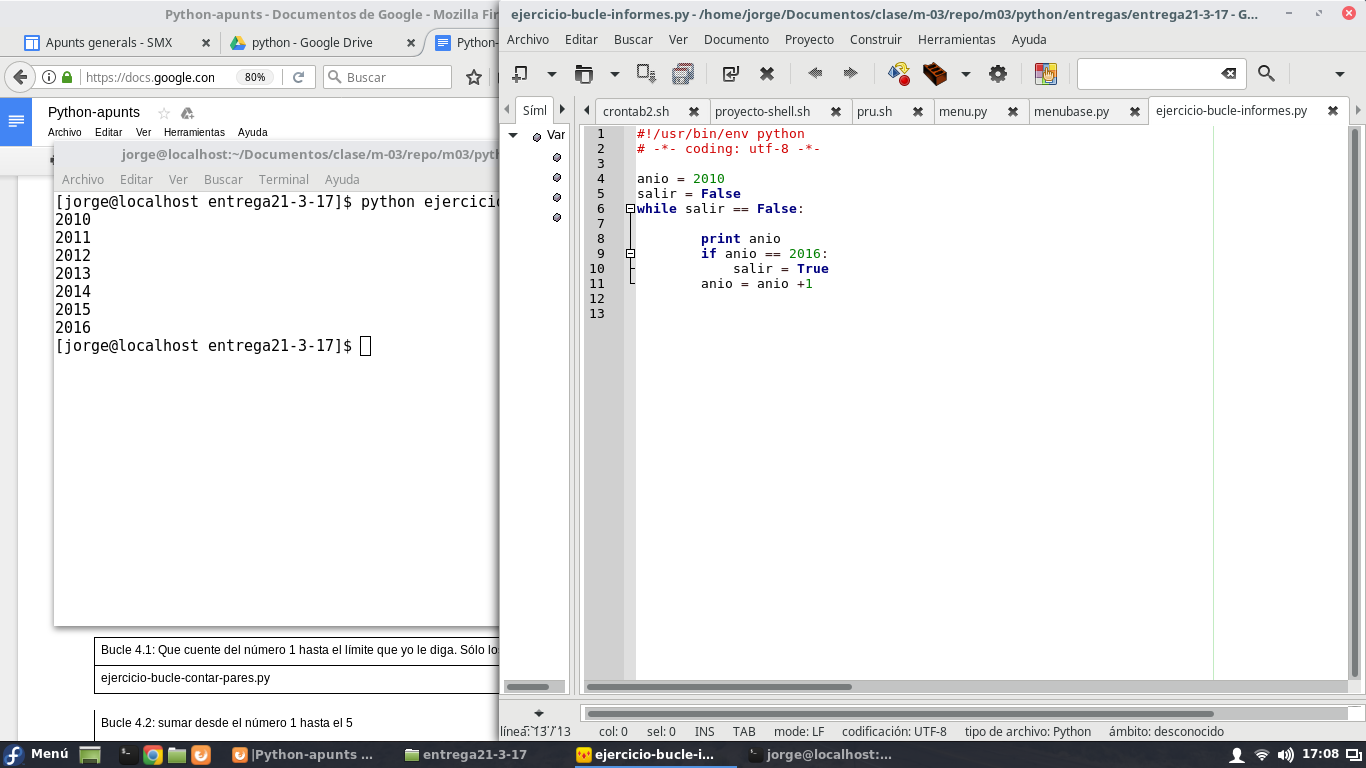 Python-apunts - Documentos de Google - Mozilla Fir
Apunts generals - SMX
python - Google Drive
Python-
https://docs.google.con
80%
Buscar
Python-apunts
Archivo Editar Ver Herramientas Ayuda
jorge@localhost:~/Documentos/clase/m-03/repo/m03/pyth
Archivo Editar Ver Buscar Terminal Ayuda
[jorge@localhost entrega21-3-17]$ python ejercicio
2010
2011
2012
2013
2014
2015
2016
[jorge@localhost entrega21-3-17]$
Bucle 4.1: Que cuente del número 1 hasta el límite que yo le diga. Sólo los
ejercicio-bucle-contar-pares.py
Bucle 4.2: sumar desde el número 1 hasta el 5
ejercicio-bucle-informes.py - /home/jorge/Documentos/clase/m-03/repo/m03/python/entregas/entrega21-3-17 - G...
Archivo Editar Buscar Ver Documento Proyecto Construir Herramientas Ayuda
Síml
Var
crontab2.sh
proyecto-shell.sh
pru.sh
menu.py
menubase.py
ejercicio-bucle-informes.py
1 #!/usr/bin/env python
2 # -*- coding: utf-8 -*-
3
4 anio = 2010
5 salir = False
6 while salir == False:
7
8 print anio
9 if anio == 2016:
10 salir = True
11 anio = anio +1
12
13
línea: 13 / 13 col: 0 sel: 0 INS TAB mode: LF codificación: UTF-8 tipo de archivo: Python ámbito: desconocido
Menú
|Python-apunts ...
entrega21-3-17
ejercicio-bucle-i...
jorge@localhost:...
17:08